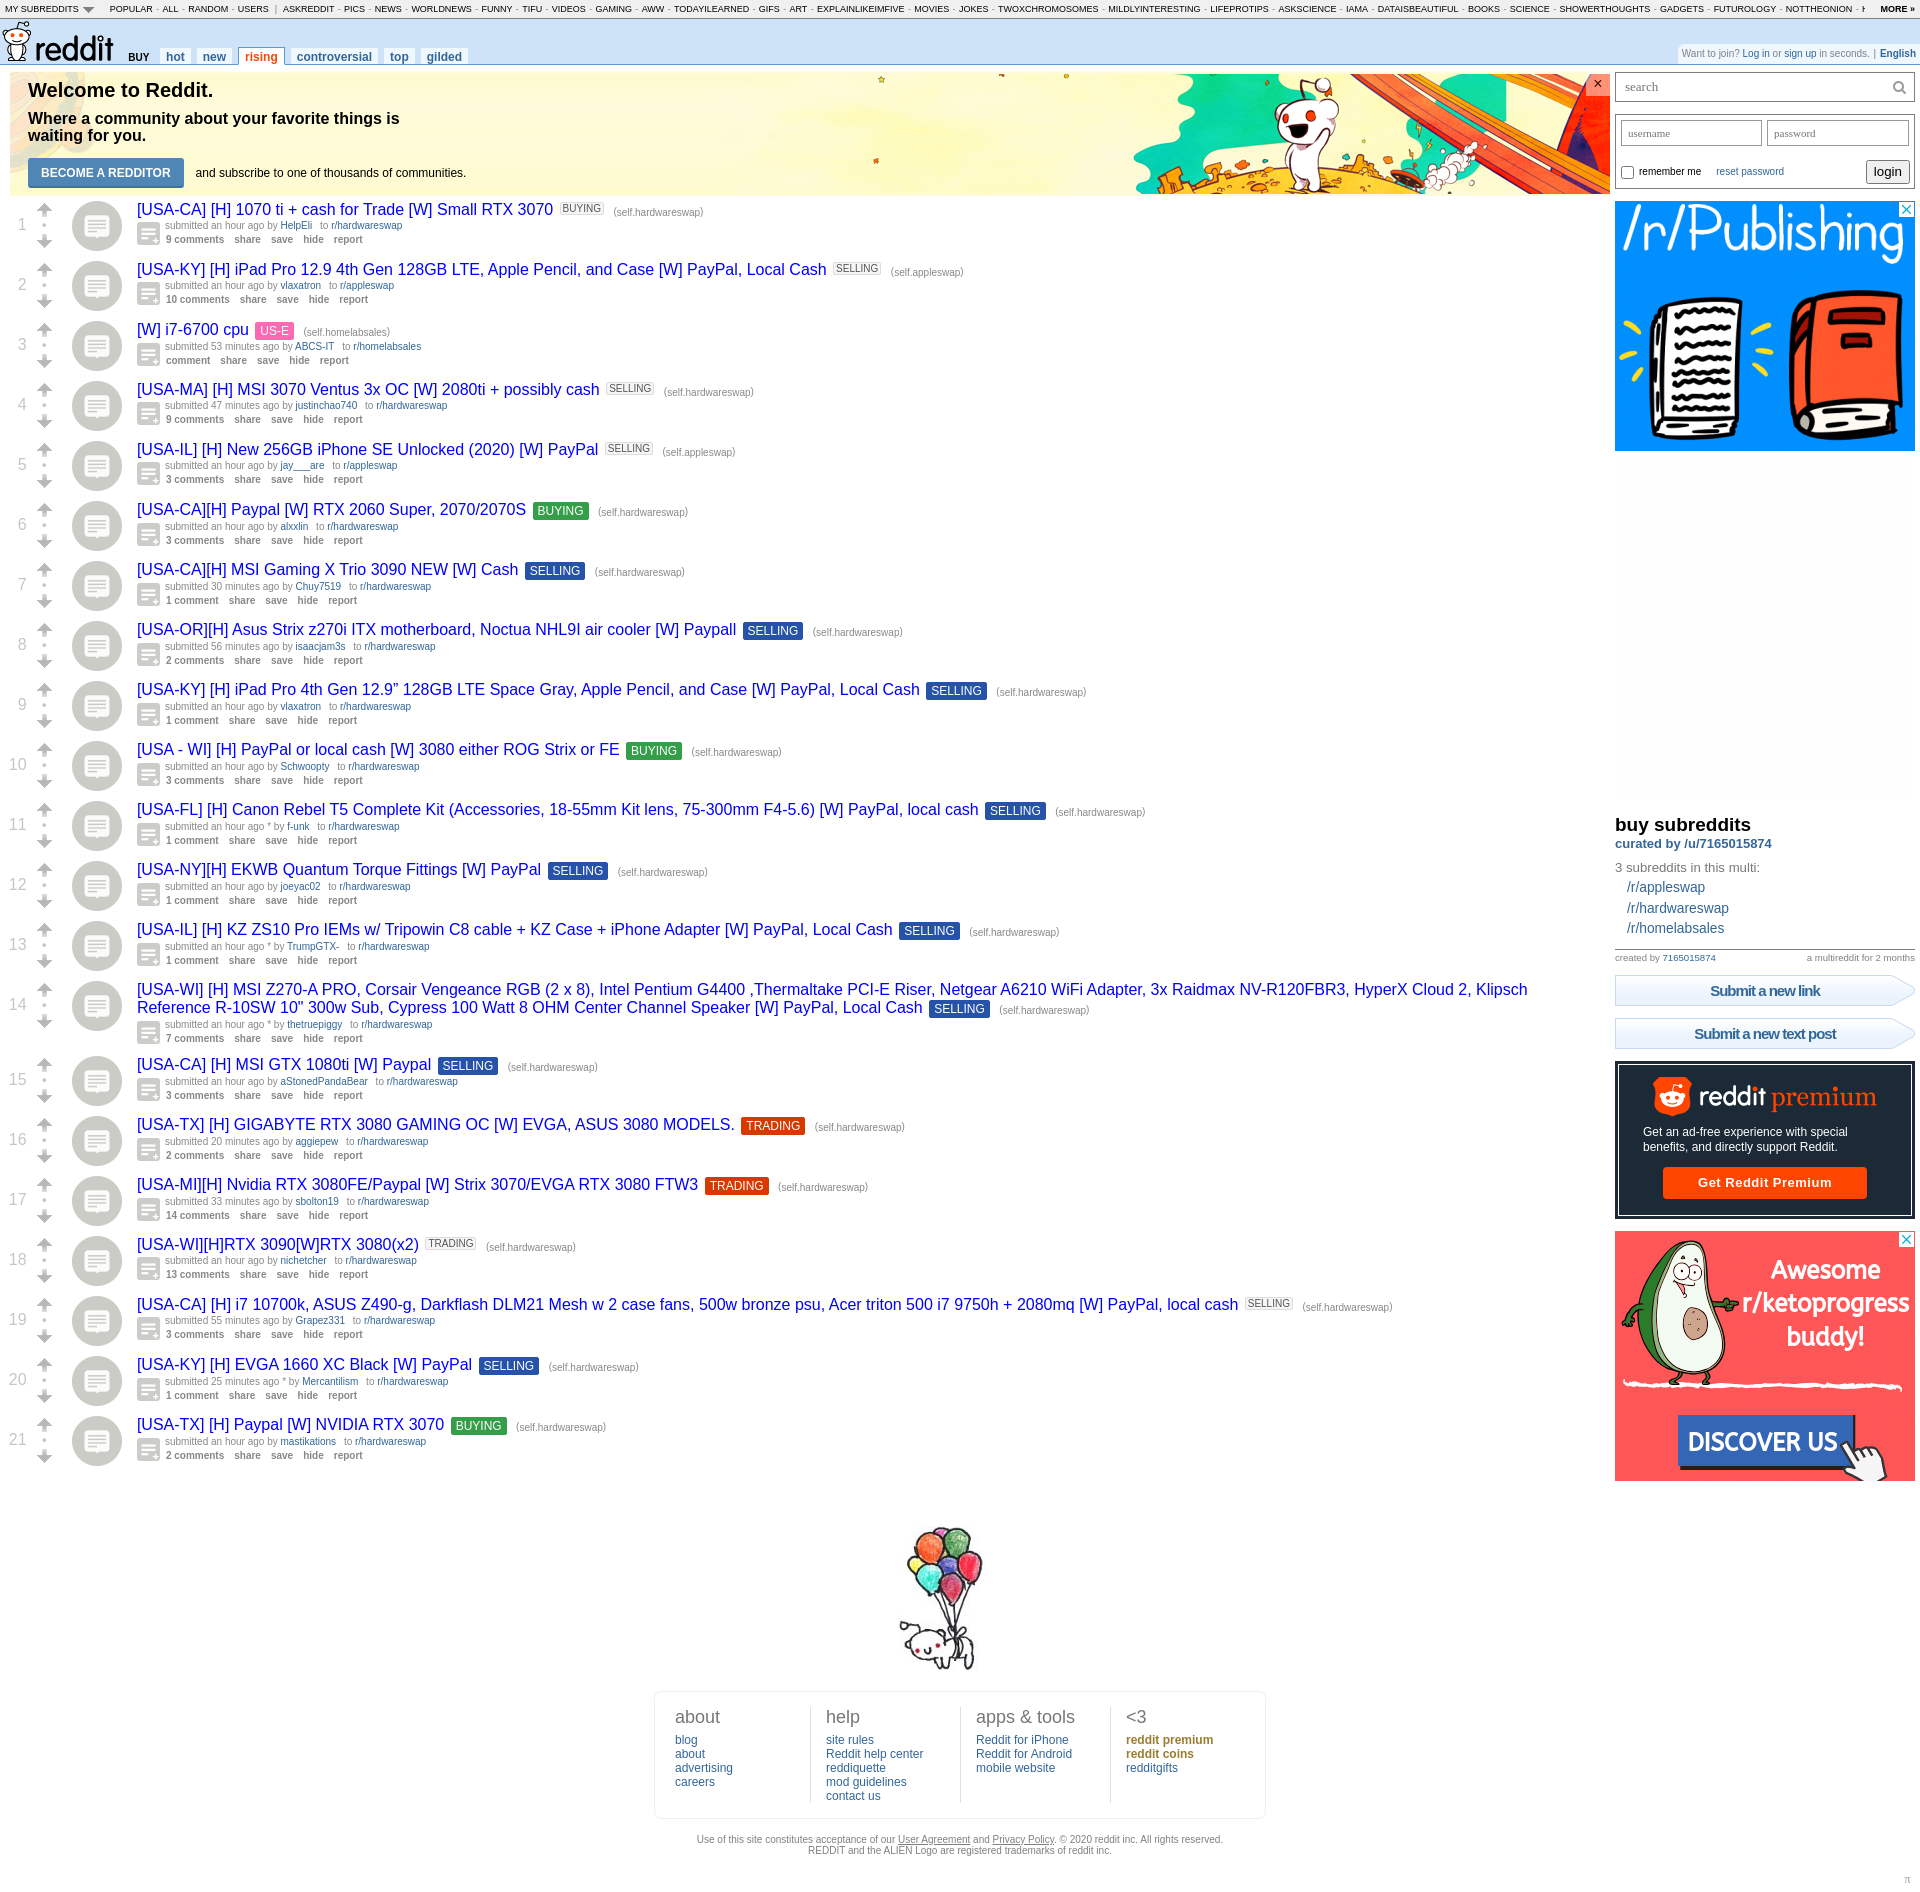 MY SUBREDDITS POPULAR - ALL - RANDOM - USERS | ASKREDDIT - PICS - NEWS - WORLDNEWS - FUNNY - TIFU - VIDEOS - GAMING - AWW - TODAYILEARNED - GIFS - ART - EXPLAINLIKEIMFIVE - MOVIES - JOKES - TWOXCHROMOSOMES - MILDLYINTERESTING - LIFEPROTIPS - ASKSCIENCE - IAMA - DATAISBEAUTIFUL - BOOKS - SCIENCE - SHOWERTHOUGHTS - GADGETS - FUTUROLOGY - NOTTHEONION - MORE »
reddit BUY hot new rising controversial top gilded
Want to join? Log in or sign up in seconds. | English
Welcome to Reddit.
Where a community about your favorite things is
waiting for you.
BECOME A REDDITOR and subscribe to one of thousands of communities.
×
1
[USA-CA] [H] 1070 ti + cash for Trade [W] Small RTX 3070 BUYING (self.hardwareswap)
submitted an hour ago by HelpEli to r/hardwareswap
9 comments share save hide report
2
[USA-KY] [H] iPad Pro 12.9 4th Gen 128GB LTE, Apple Pencil, and Case [W] PayPal, Local Cash SELLING (self.appleswap)
submitted an hour ago by vlaxatron to r/appleswap
10 comments share save hide report
3
[W] i7-6700 cpu US-E (self.homelabsales)
submitted 53 minutes ago by ABCS-IT to r/homelabsales
comment share save hide report
4
[USA-MA] [H] MSI 3070 Ventus 3x OC [W] 2080ti + possibly cash SELLING (self.hardwareswap)
submitted 47 minutes ago by justinchao740 to r/hardwareswap
9 comments share save hide report
5
[USA-IL] [H] New 256GB iPhone SE Unlocked (2020) [W] PayPal SELLING (self.appleswap)
submitted an hour ago by jay___are to r/appleswap
3 comments share save hide report
6
[USA-CA][H] Paypal [W] RTX 2060 Super, 2070/2070S BUYING (self.hardwareswap)
submitted an hour ago by alxxlin to r/hardwareswap
3 comments share save hide report
7
[USA-CA][H] MSI Gaming X Trio 3090 NEW [W] Cash SELLING (self.hardwareswap)
submitted 30 minutes ago by Chuy7519 to r/hardwareswap
1 comment share save hide report
8
[USA-OR][H] Asus Strix z270i ITX motherboard, Noctua NHL9I air cooler [W] Paypall SELLING (self.hardwareswap)
submitted 56 minutes ago by isaacjam3s to r/hardwareswap
2 comments share save hide report
9
[USA-KY] [H] iPad Pro 4th Gen 12.9” 128GB LTE Space Gray, Apple Pencil, and Case [W] PayPal, Local Cash SELLING (self.hardwareswap)
submitted an hour ago by vlaxatron to r/hardwareswap
1 comment share save hide report
10
[USA - WI] [H] PayPal or local cash [W] 3080 either ROG Strix or FE BUYING (self.hardwareswap)
submitted an hour ago by Schwoopty to r/hardwareswap
3 comments share save hide report
11
[USA-FL] [H] Canon Rebel T5 Complete Kit (Accessories, 18-55mm Kit lens, 75-300mm F4-5.6) [W] PayPal, local cash SELLING (self.hardwareswap)
submitted an hour ago * by f-unk to r/hardwareswap
1 comment share save hide report
12
[USA-NY][H] EKWB Quantum Torque Fittings [W] PayPal SELLING (self.hardwareswap)
submitted an hour ago by joeyac02 to r/hardwareswap
1 comment share save hide report
13
[USA-IL] [H] KZ ZS10 Pro IEMs w/ Tripowin C8 cable + KZ Case + iPhone Adapter [W] PayPal, Local Cash SELLING (self.hardwareswap)
submitted an hour ago * by TrumpGTX- to r/hardwareswap
1 comment share save hide report
14
[USA-WI] [H] MSI Z270-A PRO, Corsair Vengeance RGB (2 x 8), Intel Pentium G4400 ,Thermaltake PCI-E Riser, Netgear A6210 WiFi Adapter, 3x Raidmax NV-R120FBR3, HyperX Cloud 2, Klipsch
Reference R-10SW 10" 300w Sub, Cypress 100 Watt 8 OHM Center Channel Speaker [W] PayPal, Local Cash SELLING (self.hardwareswap)
submitted an hour ago * by thetruepiggy to r/hardwareswap
7 comments share save hide report
15
[USA-CA] [H] MSI GTX 1080ti [W] Paypal SELLING (self.hardwareswap)
submitted an hour ago by aStonedPandaBear to r/hardwareswap
3 comments share save hide report
16
[USA-TX] [H] GIGABYTE RTX 3080 GAMING OC [W] EVGA, ASUS 3080 MODELS. TRADING (self.hardwareswap)
submitted 20 minutes ago by aggiepew to r/hardwareswap
2 comments share save hide report
17
[USA-MI][H] Nvidia RTX 3080FE/Paypal [W] Strix 3070/EVGA RTX 3080 FTW3 TRADING (self.hardwareswap)
submitted 33 minutes ago by sbolton19 to r/hardwareswap
14 comments share save hide report
18
[USA-WI][H]RTX 3090[W]RTX 3080(x2) TRADING (self.hardwareswap)
submitted an hour ago by nichetcher to r/hardwareswap
13 comments share save hide report
19
[USA-CA] [H] i7 10700k, ASUS Z490-g, Darkflash DLM21 Mesh w 2 case fans, 500w bronze psu, Acer triton 500 i7 9750h + 2080mq [W] PayPal, local cash SELLING (self.hardwareswap)
submitted 55 minutes ago by Grapez331 to r/hardwareswap
3 comments share save hide report
20
[USA-KY] [H] EVGA 1660 XC Black [W] PayPal SELLING (self.hardwareswap)
submitted 25 minutes ago * by Mercantilism to r/hardwareswap
1 comment share save hide report
21
[USA-TX] [H] Paypal [W] NVIDIA RTX 3070 BUYING (self.hardwareswap)
submitted an hour ago by mastikations to r/hardwareswap
2 comments share save hide report
search
username password
remember me reset password login
/r/Publishing
buy subreddits
curated by /u/7165015874
3 subreddits in this multi:
/r/appleswap
/r/hardwareswap
/r/homelabsales
created by 7165015874 a multireddit for 2 months
Submit a new link
Submit a new text post
reddit premium
Get an ad-free experience with special
benefits, and directly support Reddit.
Get Reddit Premium
Awesome
r/ketoprogress
buddy!
DISCOVER US
about
blog
about
advertising
careers
help
site rules
Reddit help center
reddiquette
mod guidelines
contact us
apps & tools
Reddit for iPhone
Reddit for Android
mobile website
<3
reddit premium
reddit coins
redditgifts
Use of this site constitutes acceptance of our User Agreement and Privacy Policy. © 2020 reddit inc. All rights reserved.
REDDIT and the ALIEN Logo are registered trademarks of reddit inc.
π